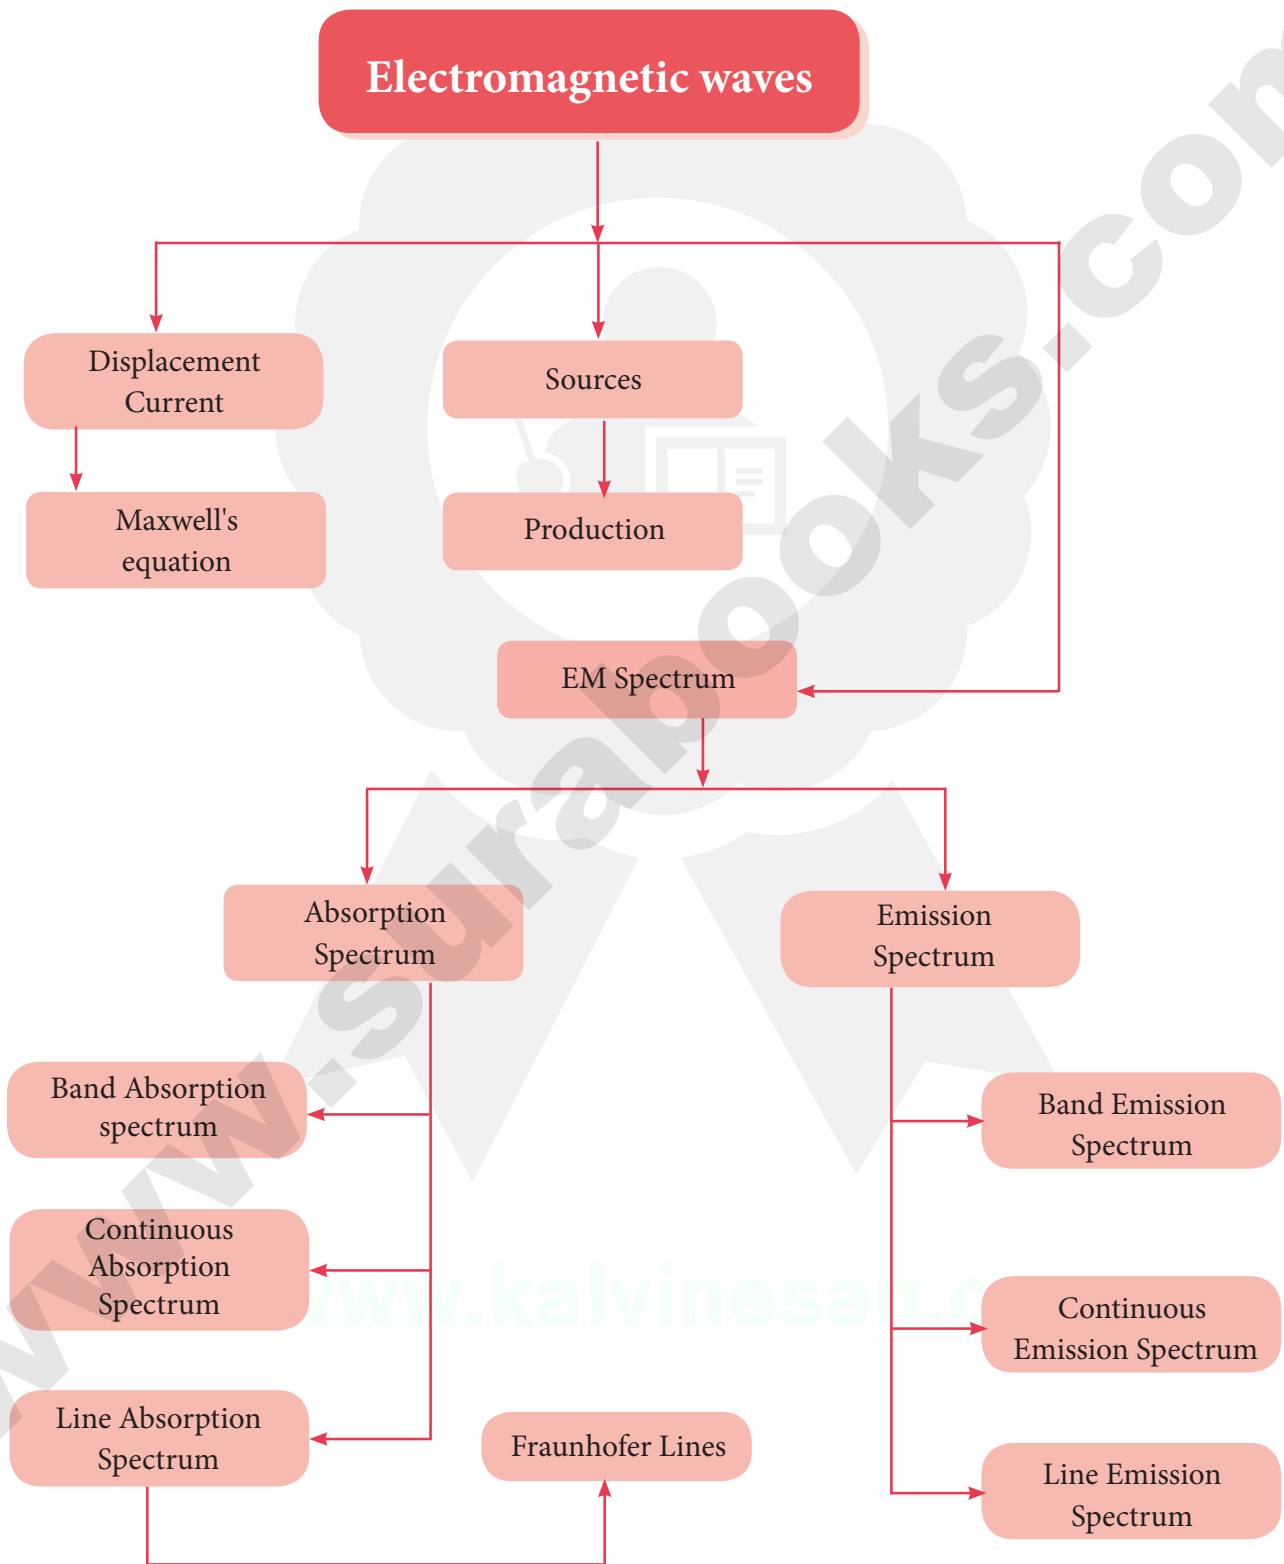 Electromagnetic waves
Displacement
Current
Sources
Maxwell's
equation
Production
EM Spectrum
Absorption
Spectrum
Emission
Spectrum
Band Absorption
spectrum
Band Emission
Spectrum
Continuous
Absorption
Spectrum
Continuous
Emission Spectrum
Line Absorption
Spectrum
Fraunhofer Lines
Line Emission
Spectrum
www.surabooks.com
www.kalvinesan.